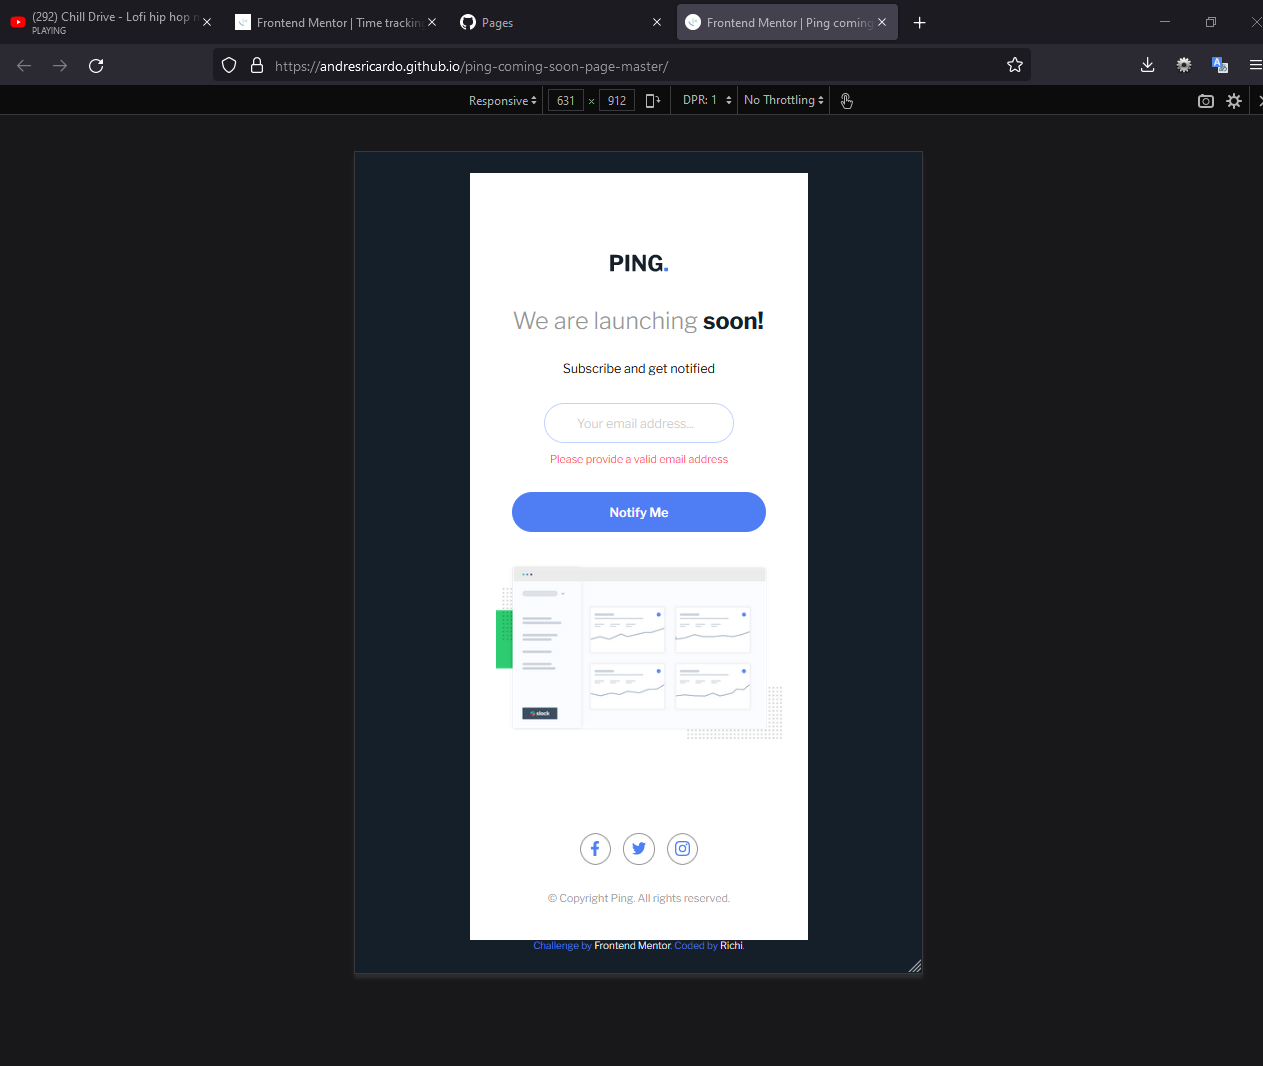 (292) Chill Drive - Lofi hip hop
PLAYING
Frontend Mentor | Time tracking
Pages
Frontend Mentor | Ping coming
https://andresricardo.github.io/ping-coming-soon-page-master/
Responsive 631 × 912 DPR: 1 No Throttling
PING.
We are launching soon!
Subscribe and get notified
Your email address...
Please provide a valid email address
Notify Me
slack
© Copyright Ping. All rights reserved.
Challenge by Frontend Mentor. Coded by Richi.